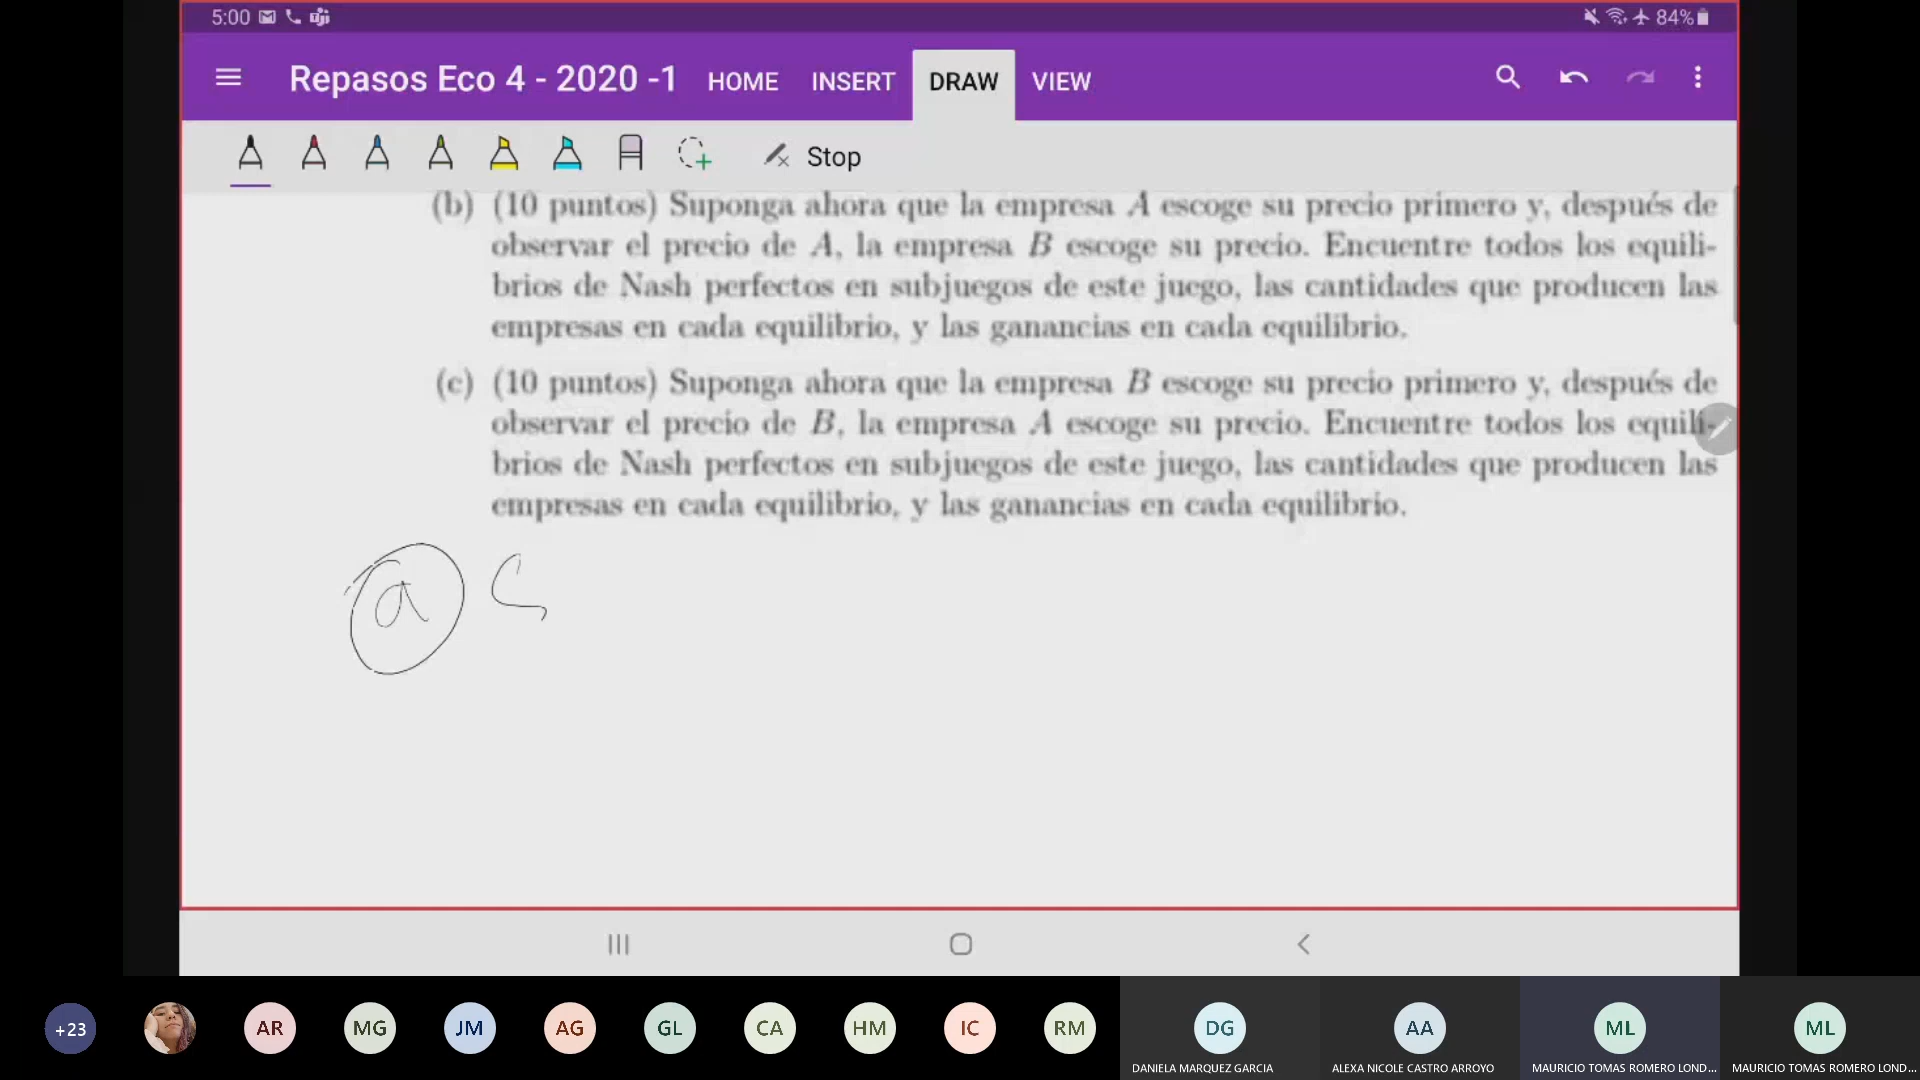 5:00
84%
Repasos Eco 4 - 2020 -1 HOME INSERT DRAW VIEW
Stop
(b) (10 puntos) Suponga ahora que la empresa A escoge su precio primero y, después de
observar el precio de A, la empresa B escoge su precio. Encuentre todos los equili-
brios de Nash perfectos en subjuegos de este juego, las cantidades que producen las
empresas en cada equilibrio, y las ganancias en cada equilibrio.
(c) (10 puntos) Suponga ahora que la empresa B escoge su precio primero y, después de
observar el precio de B, la empresa A escoge su precio. Encuentre todos los equili-
brios de Nash perfectos en subjuegos de este juego, las cantidades que producen las
empresas en cada equilibrio, y las ganancias en cada equilibrio.
a
+23 AR MG JM AG GL CA HM IC RM DG AA ML ML
DANIELA MARQUEZ GARCIA ALEXA NICOLE CASTRO ARROYO MAURICIO TOMAS ROMERO LOND... MAURICIO TOMAS ROMERO LOND...